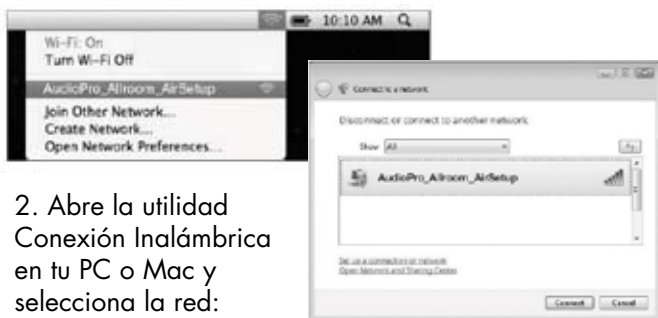 10:10 AM
Wi-Fi: On
Turn Wi-Fi Off
AudioPro_Allroom_AirSetup
Join Other Network...
Create Network...
Open Network Preferences...
Connect to a network
Disconnect or connect to another network
Show All
AudioPro_Allroom_AirSetup
Set up a connection or network
Open Network and Sharing Center
Connect Cancel
2. Abre la utilidad
Conexión Inalámbrica
en tu PC o Mac y
selecciona la red: